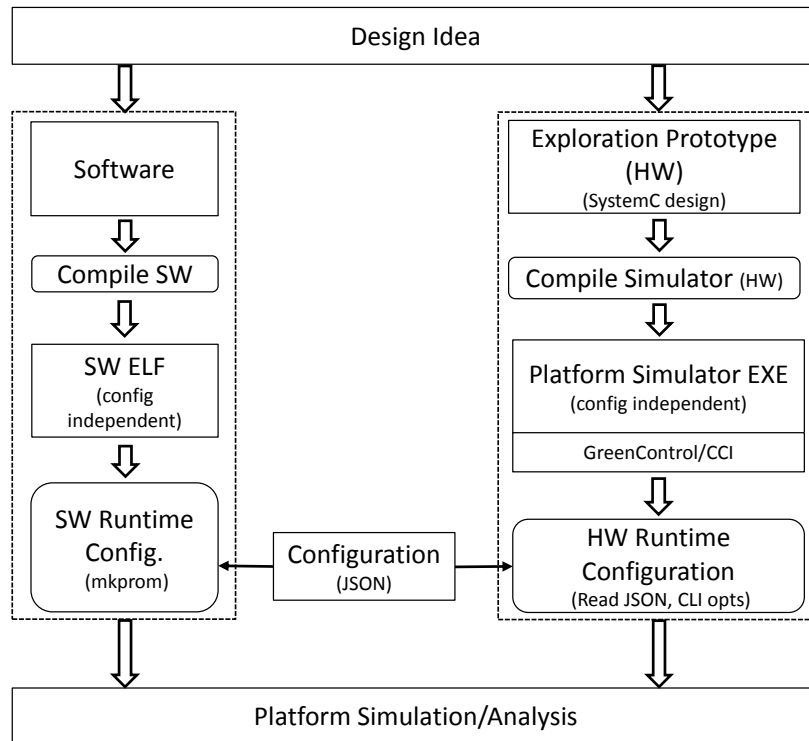 Design Idea
Software
Compile SW
SW ELF
(config
independent)
SW Runtime
Config.
(mkprom)
Configuration
(JSON)
Exploration Prototype
(HW)
(SystemC design)
Compile Simulator (HW)
Platform Simulator EXE
(config independent)
GreenControl/CCI
HW Runtime
Configuration
(Read JSON, CLI opts)
Platform Simulation/Analysis